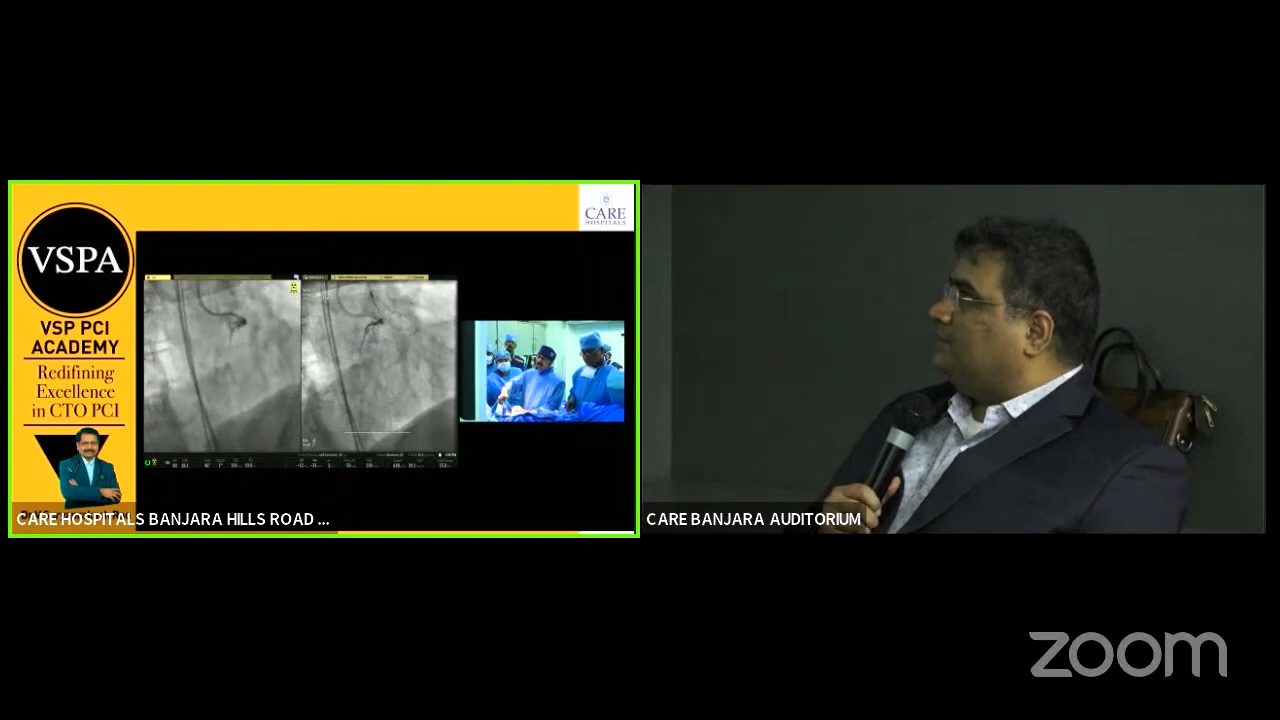 CARE
HOSPITALS
VSPA
VSP PCI
ACADEMY
Redifining
Excellence
in CTO PCI
CARE HOSPITALS BANJARA HILLS ROAD ...
CARE BANJARA AUDITORIUM
zoom